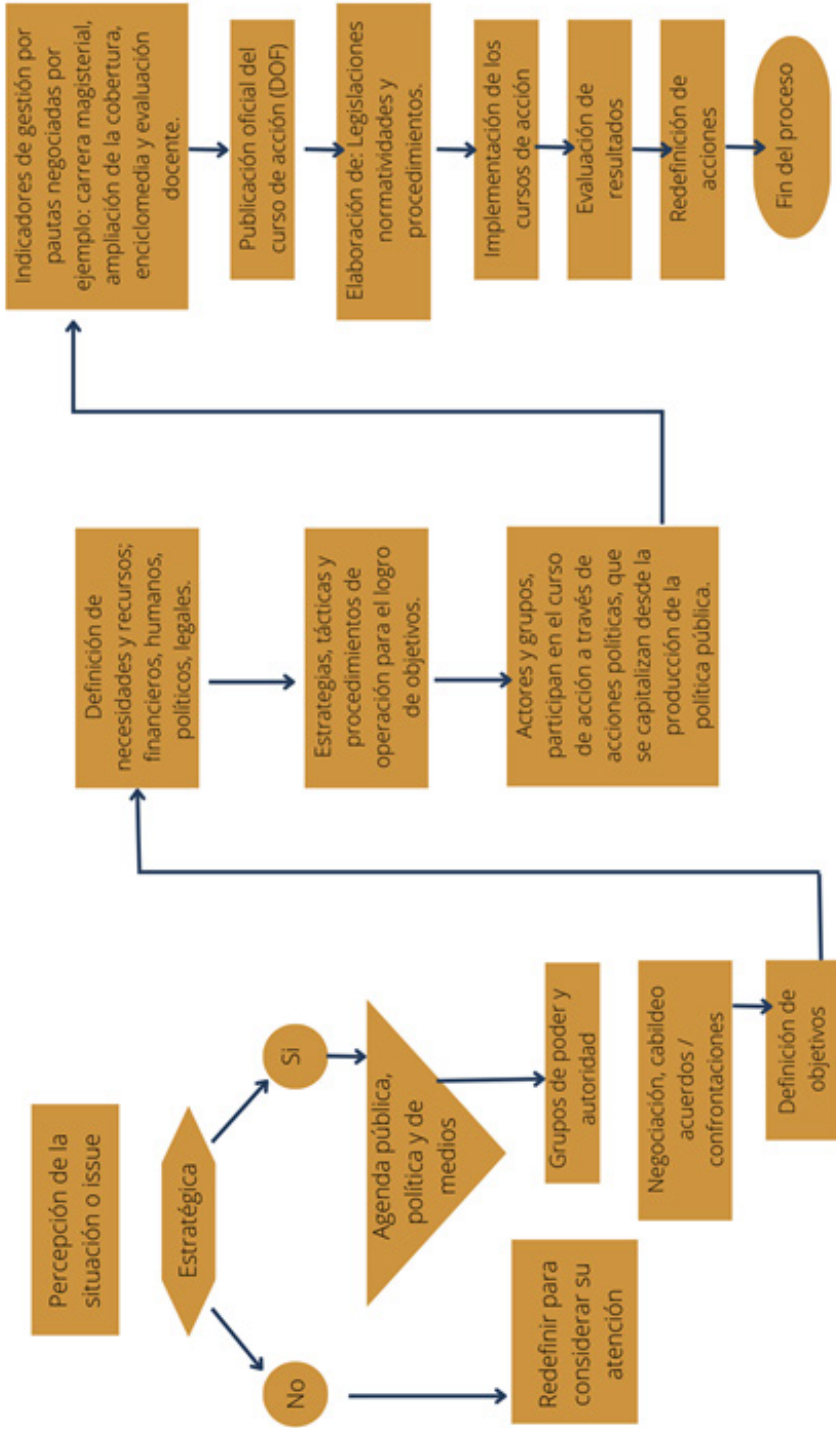 Percepción de la
situación o issue
Estratégica
No
Si
Redefinir para
considerar su
atención
Agenda pública,
política y de
medios
Grupos de poder y
autoridad
Negociación, cabildeo
acuerdos /
confrontaciones
Definición de
objetivos
Definición de
necesidades y recursos;
financieros, humanos,
políticos, legales.
Estrategias, tácticas y
procedimientos de
operación para el logro
de objetivos.
Actores y grupos,
participan en el curso
de acción a través de
acciones políticas, que
se capitalizan desde la
producción de la
política pública.
Indicadores de gestión por
pautas negociadas por
ejemplo: carrera magisterial,
ampliación de la cobertura,
enciclomedia y evaluación
docente.
Publicación oficial del
curso de acción (DOF)
Elaboración de: Legislaciones
normatividades y
procedimientos.
Implementación de los
cursos de acción
Evaluación de
resultados
Redefinición de
acciones
Fin del proceso